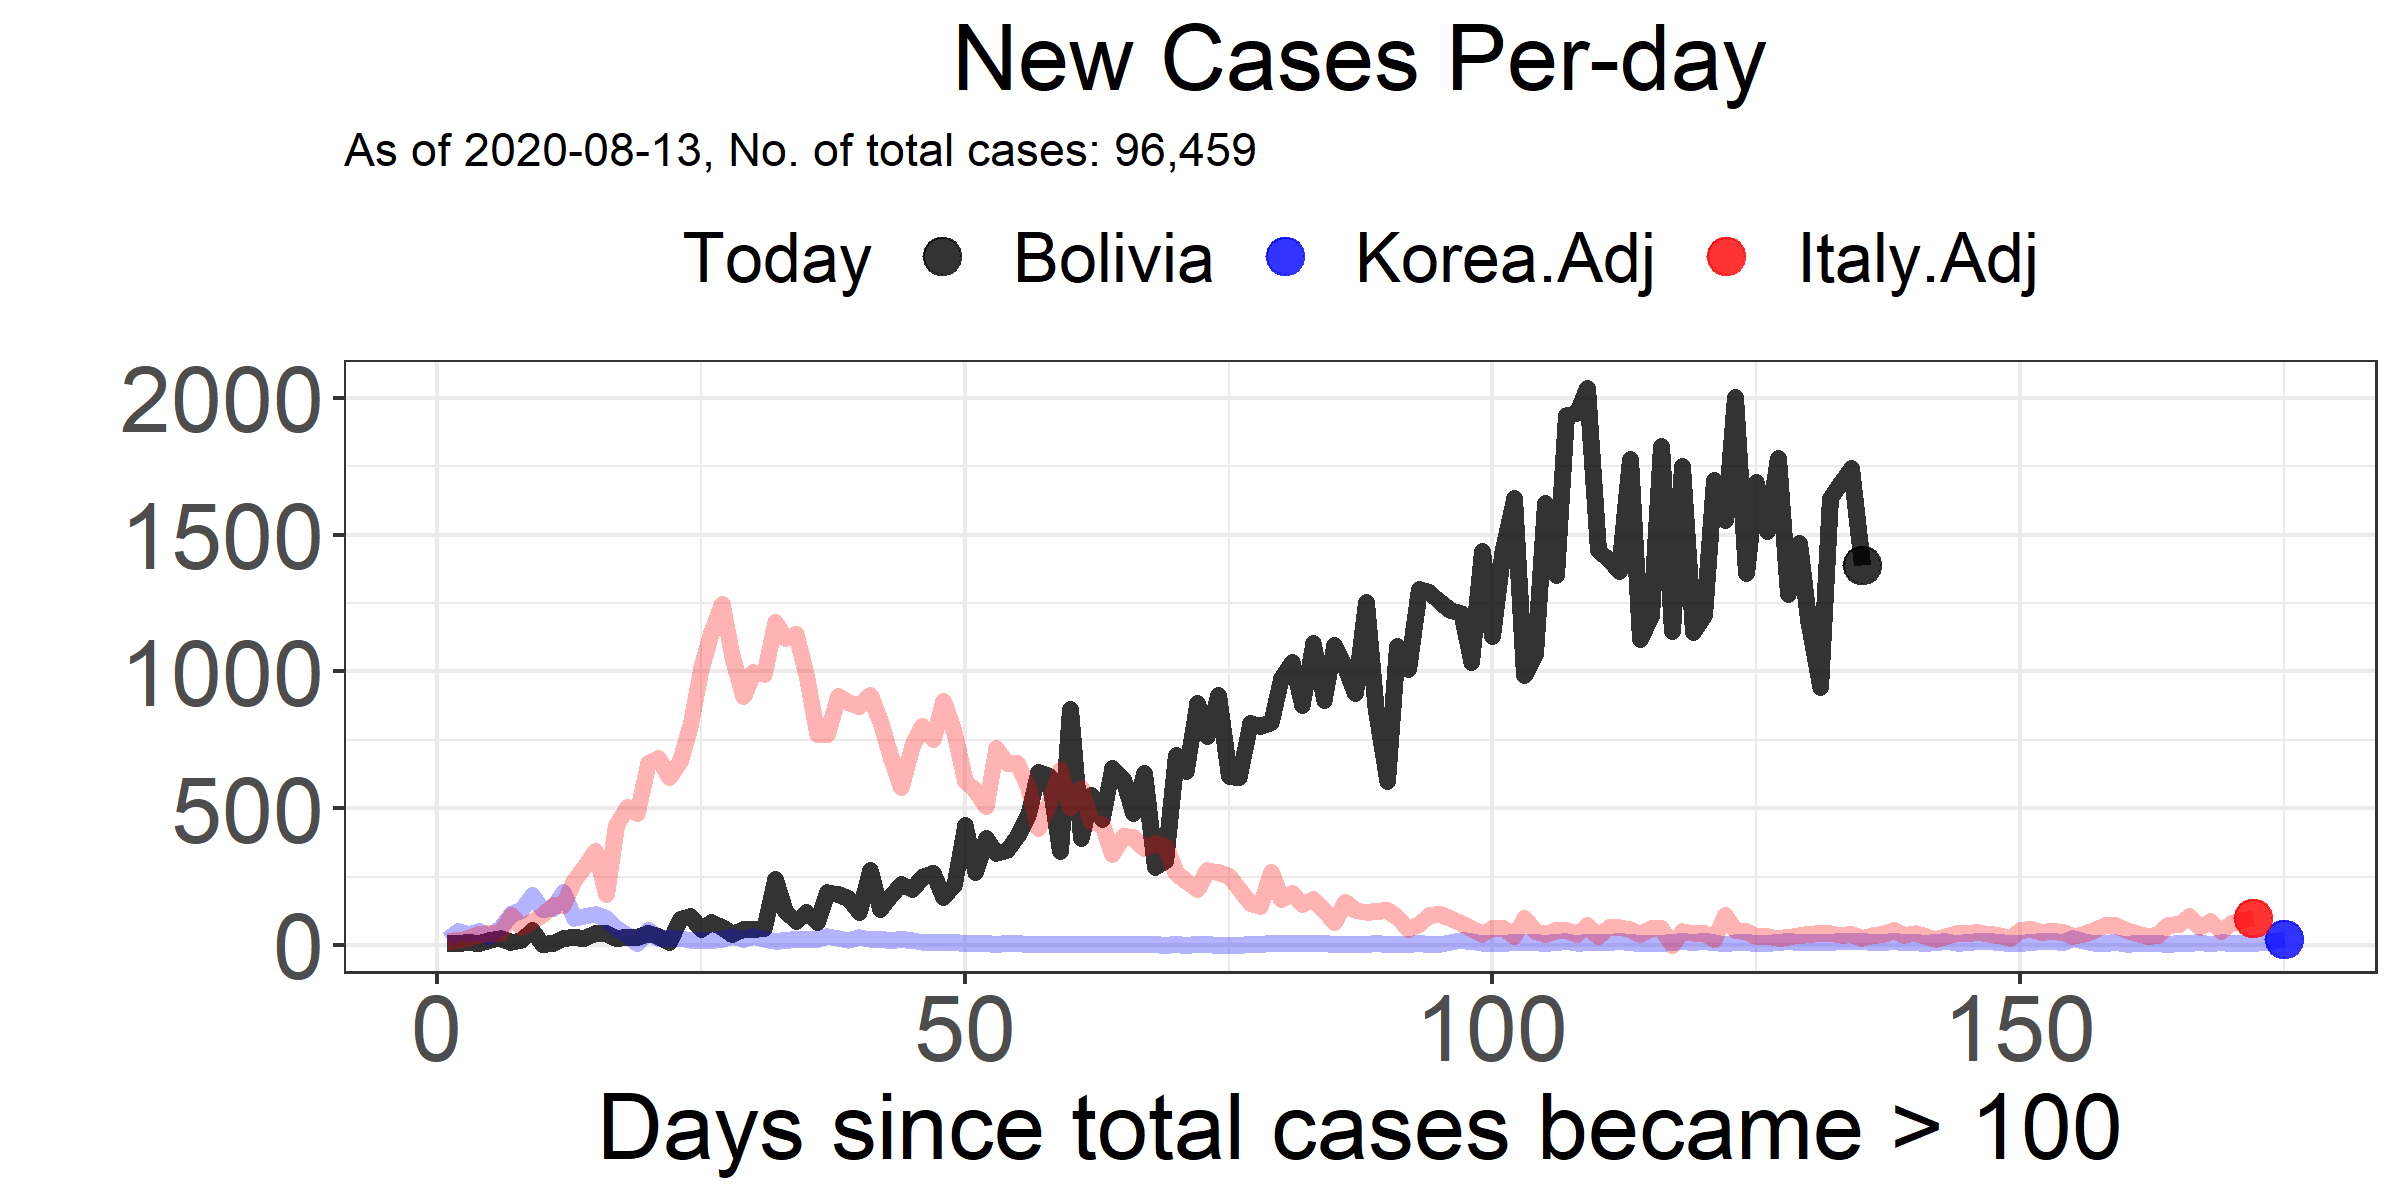 New Cases Per-day
As of 2020-08-13, No. of total cases: 96,459
Today Bolivia Korea.Adj Italy.Adj
2000
1500
1000
500
0
0 50 100 150
Days since total cases became > 100